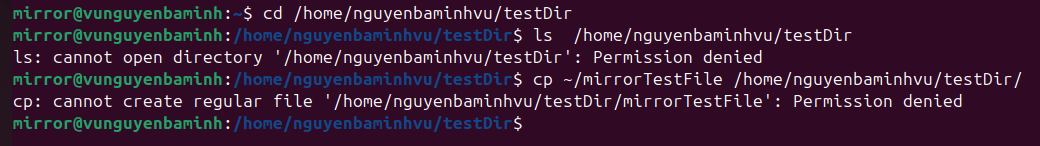 mirror@vunguyenbaminh:~$ cd /home/nguyenbaminhvu/testDir
mirror@vunguyenbaminh:/home/nguyenbaminhvu/testDir$ ls  /home/nguyenbaminhvu/testDir
ls: cannot open directory '/home/nguyenbaminhvu/testDir': Permission denied
mirror@vunguyenbaminh:/home/nguyenbaminhvu/testDir$ cp ~/mirrorTestFile /home/nguyenbaminhvu/testDir/
cp: cannot create regular file '/home/nguyenbaminhvu/testDir/mirrorTestFile': Permission denied
mirror@vunguyenbaminh:/home/nguyenbaminhvu/testDir$